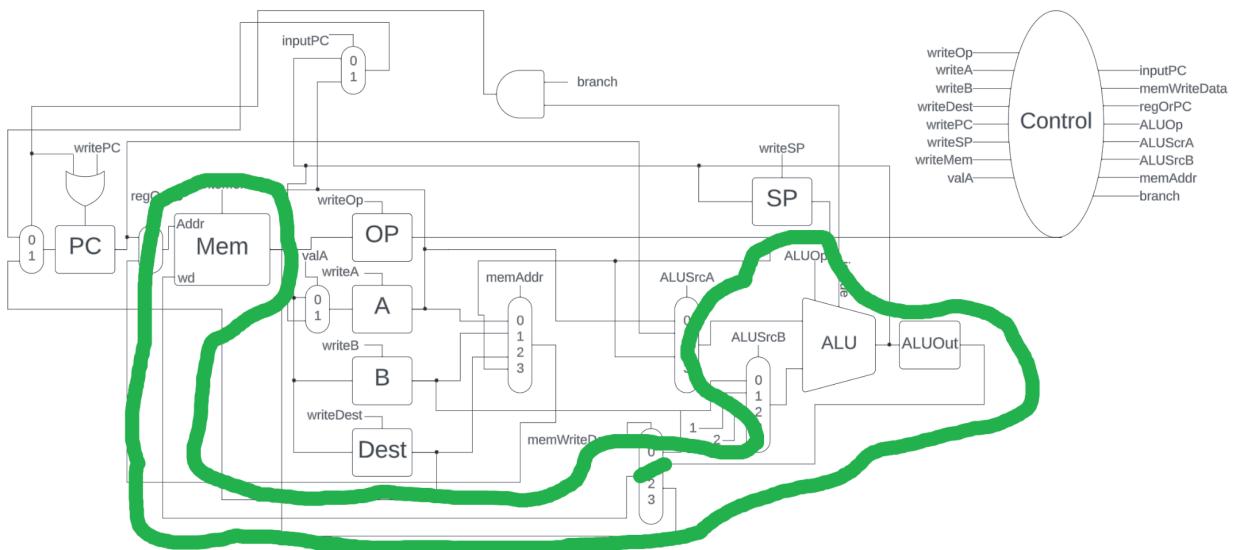 inputPC
0
1
branch
writeOp
writeA
writeB
writeDest
writePC
writeSP
writeMem
valA
Control
inputPC
memWriteData
regOrPC
ALUOp
ALUScrA
ALUSrcB
memAddr
branch
writePC
0
1
PC
Addr
Mem
wd
writeOp
OP
valA
0
1
writeA
A
writeB
B
writeDest
Dest
memAddr
0
1
2
3
writeSP
SP
ALUSrcA
ALUOp
ALU
ALUOut
ALUSrcB
0
1
2
1
2
0
2
3